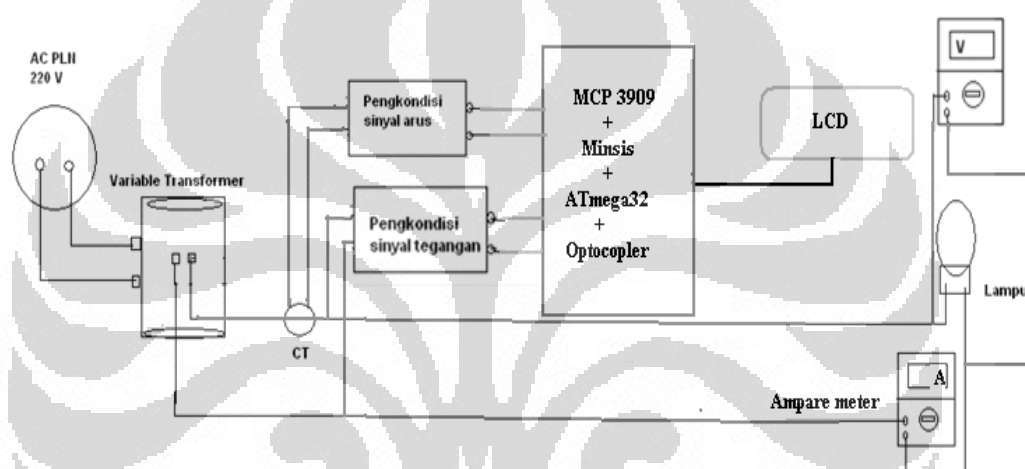 AC PLN
220 V
Variable Transformer
Pengkondisi
sinyal arus
Pengkondisi
sinyal tegangan
CT
MCP 3909
+
Minsis
+
ATmega32
+
Optocopler
LCD
V
Lampu
A
Ampare meter